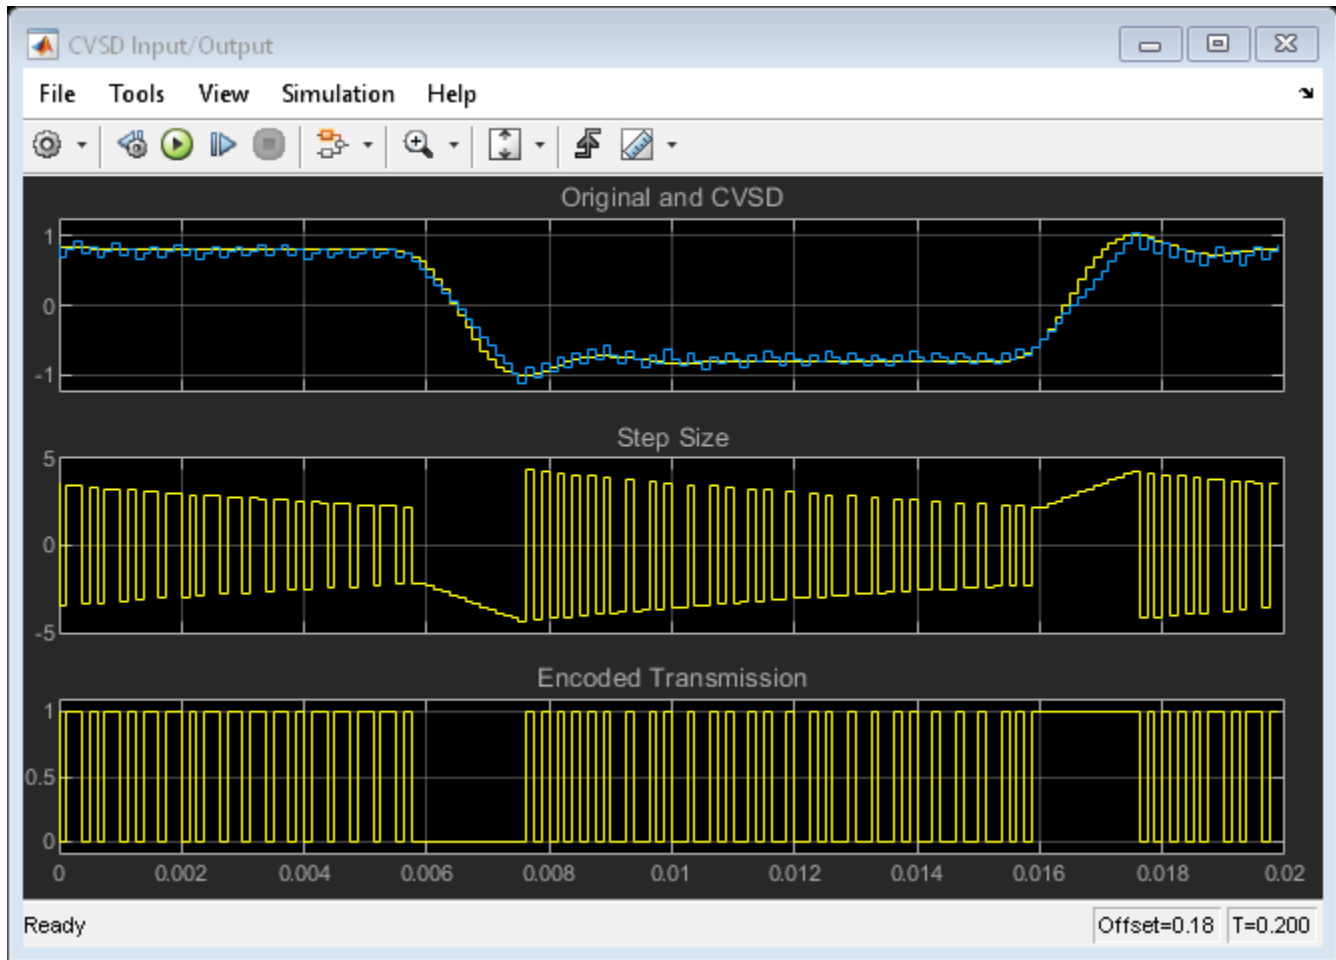 CVSD Input/Output
File Tools View Simulation Help
Original and CVSD
1
0
-1
Step Size
5
0
-5
Encoded Transmission
1
0.5
0
0 0.002 0.004 0.006 0.008 0.01 0.012 0.014 0.016 0.018 0.02
Ready Offset=0.18 T=0.200